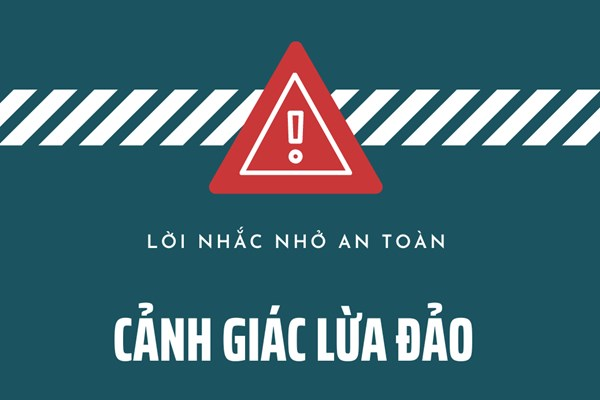 LỜI NHẮC NHỞ AN TOÀN
CẢNH GIÁC LỪA ĐẢO